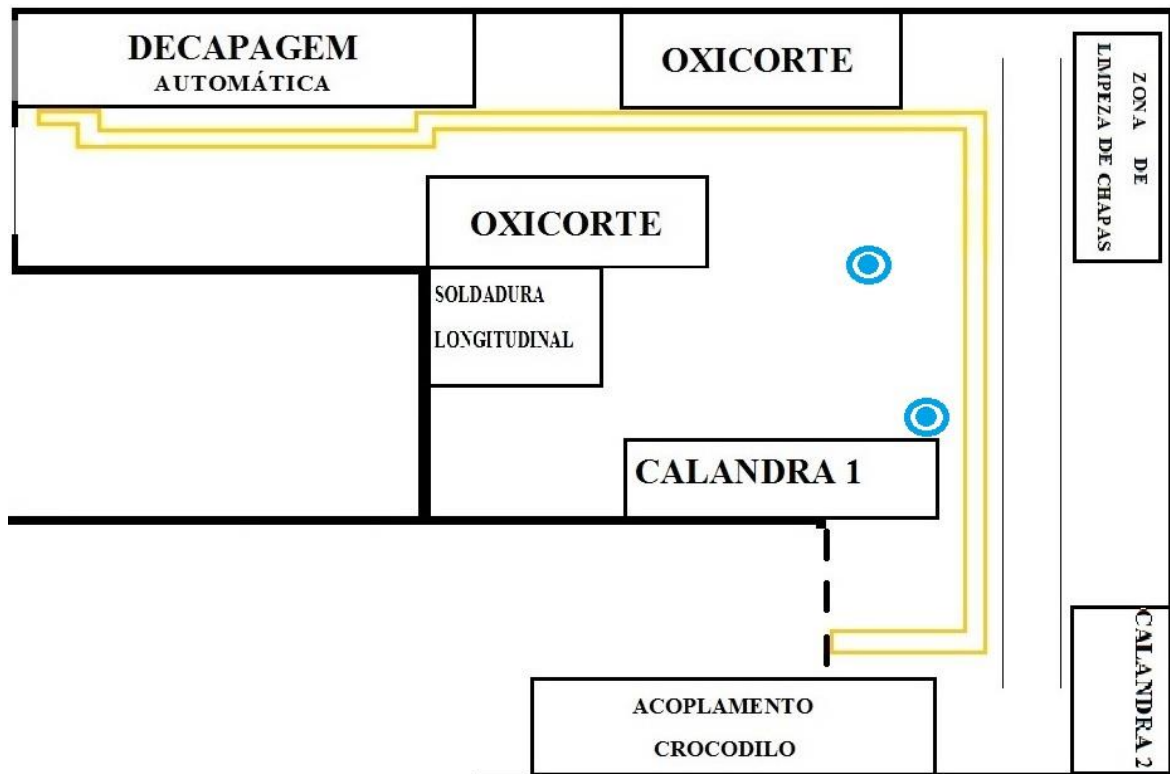 DECAPAGEM
AUTOMÁTICA
OXICORTE
ZONA DE
LIMPEZA DE CHAPAS
OXICORTE
SOLDADURA
LONGITUDINAL
CALANDRA 1
CALANDRA 2
ACOPLAMENTO
CROCODILO